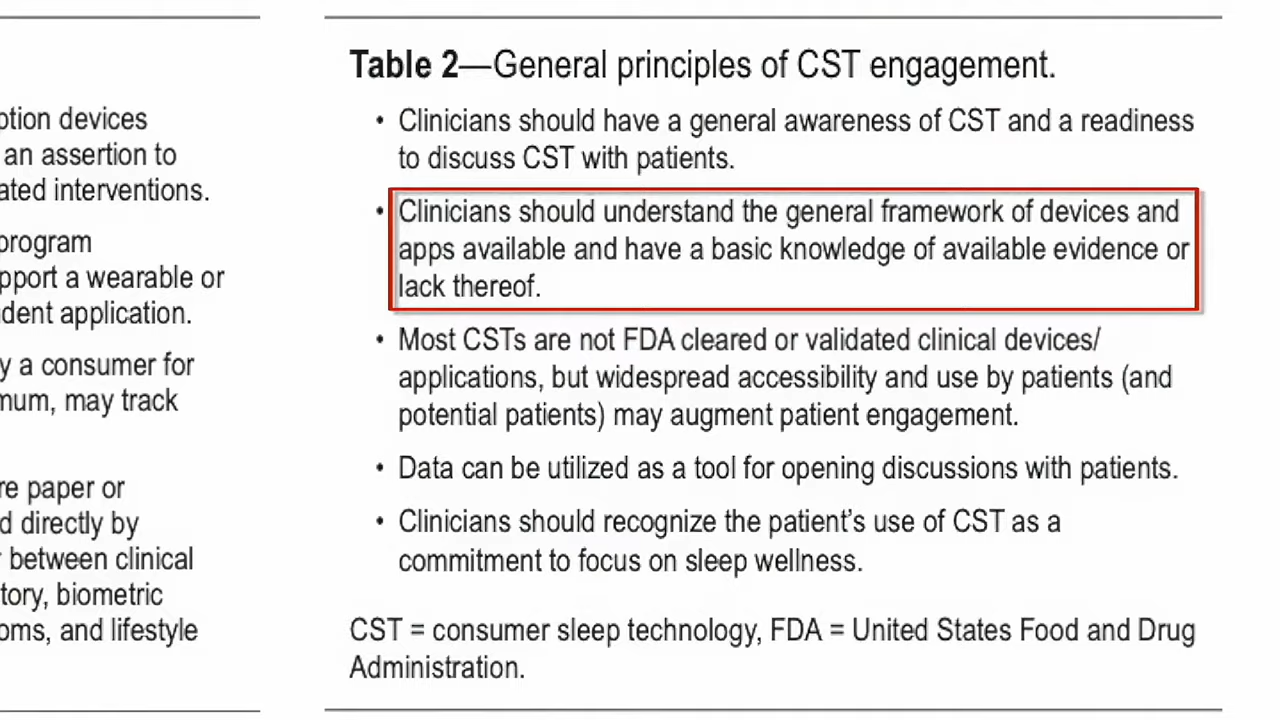 ption devices
an assertion to
ated interventions.
program
pport a wearable or
dent application.
y a consumer for
mum, may track
re paper or
d directly by
between clinical
tory, biometric
oms, and lifestyle
Table 2—General principles of CST engagement.
• Clinicians should have a general awareness of CST and a readiness
to discuss CST with patients.
• Clinicians should understand the general framework of devices and
apps available and have a basic knowledge of available evidence or
lack thereof.
• Most CSTs are not FDA cleared or validated clinical devices/
applications, but widespread accessibility and use by patients (and
potential patients) may augment patient engagement.
• Data can be utilized as a tool for opening discussions with patients.
• Clinicians should recognize the patient's use of CST as a
commitment to focus on sleep wellness.
CST = consumer sleep technology, FDA = United States Food and Drug
Administration.